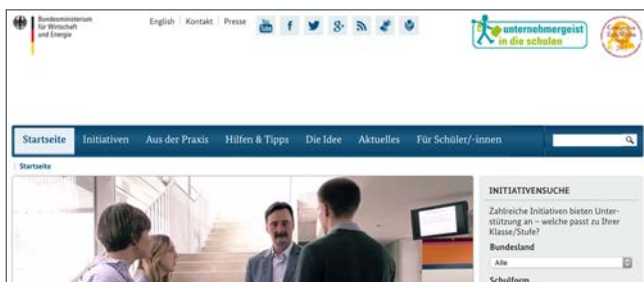 Bundesministerium
für Wirtschaft
und Energie
English | Kontakt | Presse
unternehmergeist
in die schulen
Startseite Initiativen Aus der Praxis Hilfen & Tipps Die Idee Aktuelles Für Schüler/-innen
Startseite
INITIATIVENSUCHE
Zahlreiche Initiativen bieten Unter-
stützung an – welche passt zu Ihrer
Klasse/Stufe?
Bundesland
Alle
Schulform